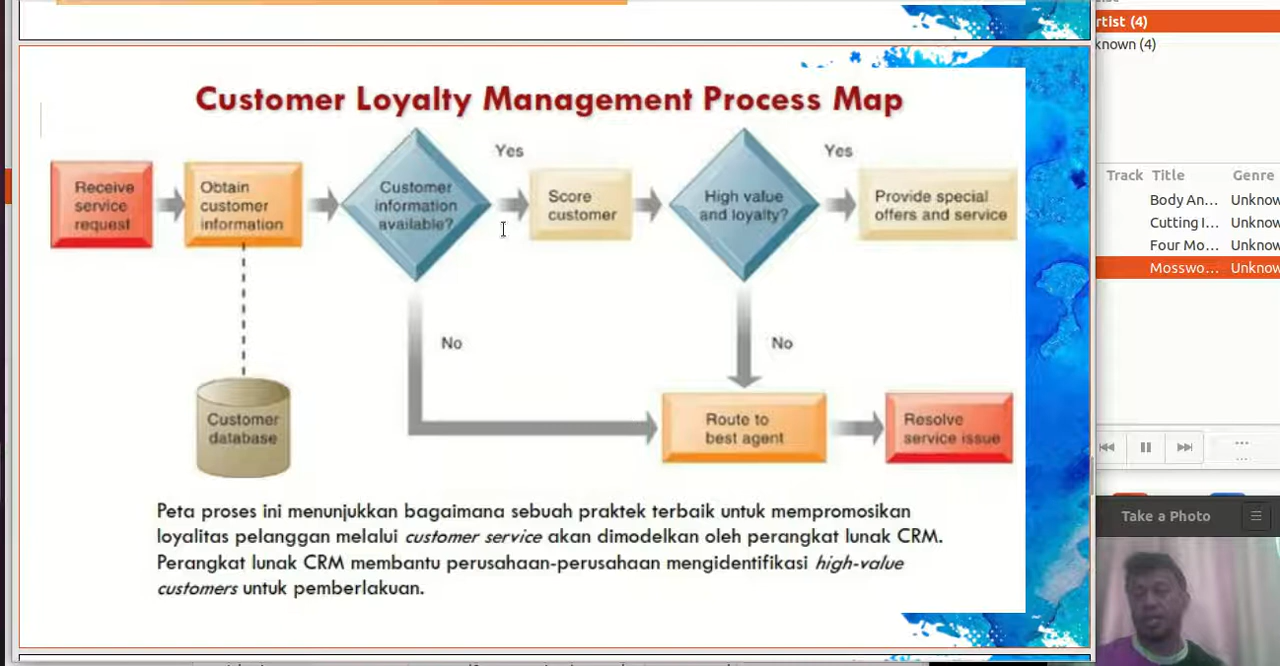 Customer Loyalty Management Process Map
Receive
service
request
Obtain
customer
information
Customer
information
available?
Yes
Score
customer
High value
and loyalty?
Yes
Provide special
offers and service
No
No
Customer
database
Route to
best agent
Resolve
service issue
Peta proses ini menunjukkan bagaimana sebuah praktek terbaik untuk mempromosikan
loyalitas pelanggan melalui customer service akan dimodelkan oleh perangkat lunak CRM.
Perangkat lunak CRM membantu perusahaan-perusahaan mengidentifikasi high-value
customers untuk pemberlakuan.
rtist (4)
known (4)
Track Title Genre
Body An... Unknow
Cutting I... Unknow
Four Mo... Unknow
Mosswo... Unknow
Take a Photo